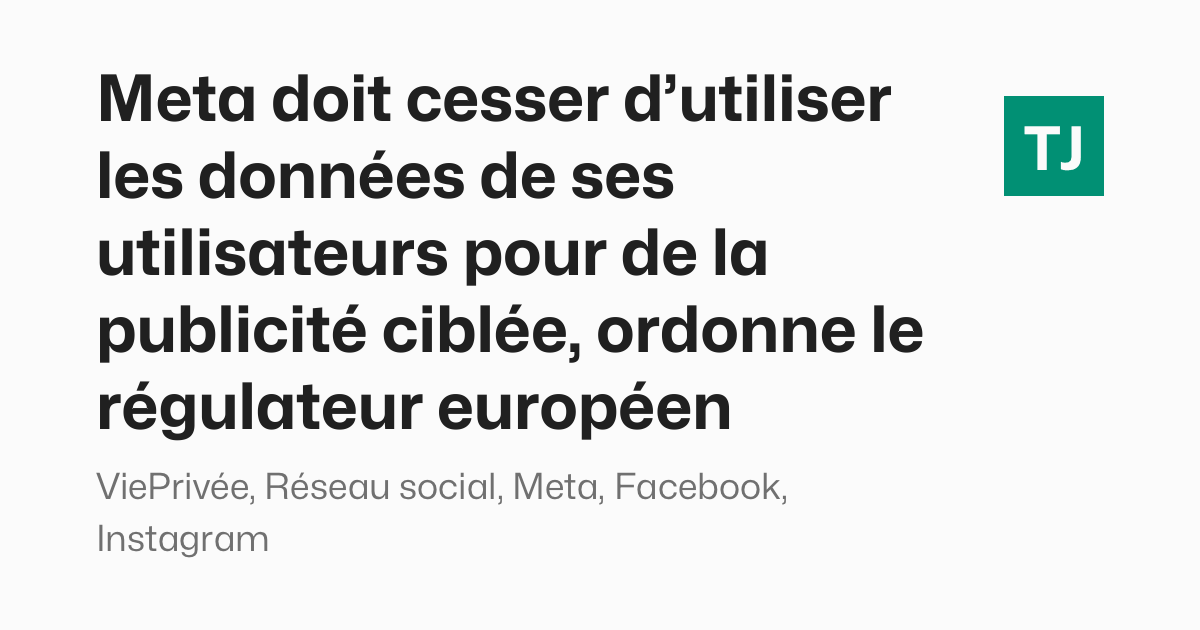 Meta doit cesser d’utiliser
les données de ses
utilisateurs pour de la
publicité ciblée, ordonne le
régulateur européen
TJ
ViePrivée, Réseau social, Meta, Facebook,
Instagram